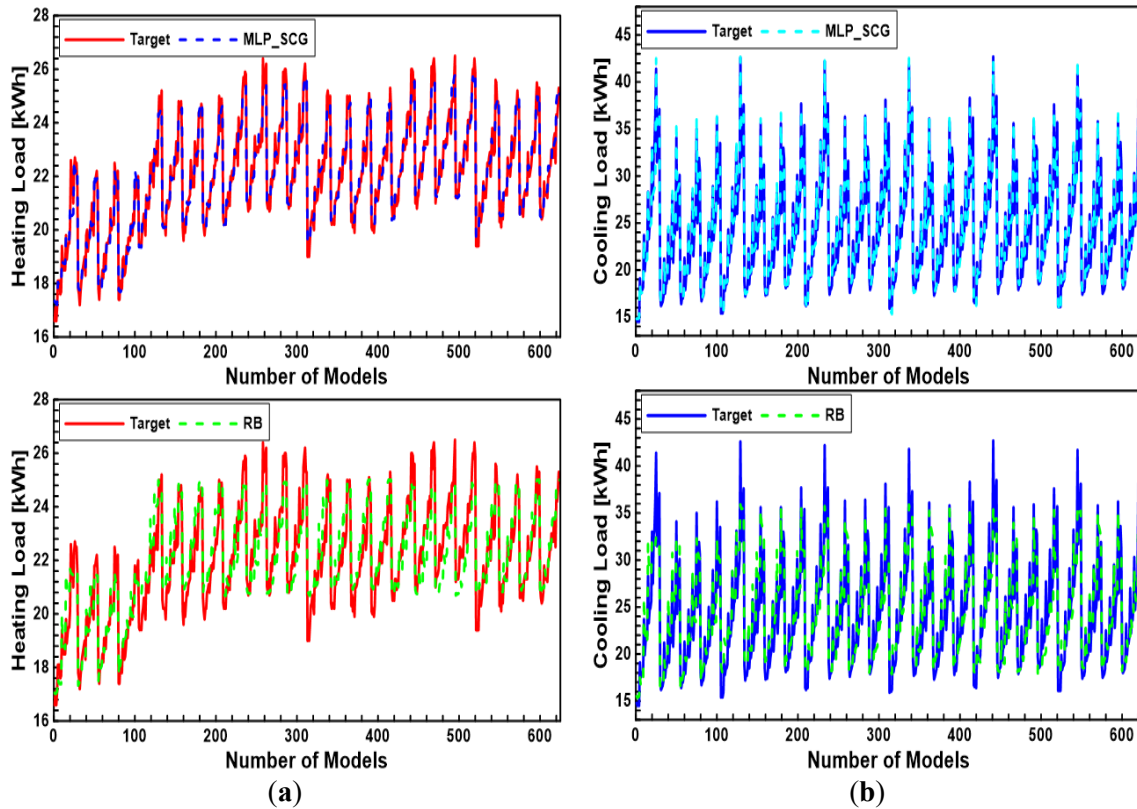 28
26
24
22
20
18
16
Heating Load [kWh]
Target
MLP_SCG
0 100 200 300 400 500 600
Number of Models
45
40
35
30
25
20
15
Cooling Load [kWh]
Target
MLP_SCG
0 100 200 300 400 500 600
Number of Models
28
26
24
22
20
18
16
Heating Load [kWh]
Target
RB
0 100 200 300 400 500 600
Number of Models
45
40
35
30
25
20
15
Cooling Load [kWh]
Target
RB
0 100 200 300 400 500 600
Number of Models
(a)
(b)